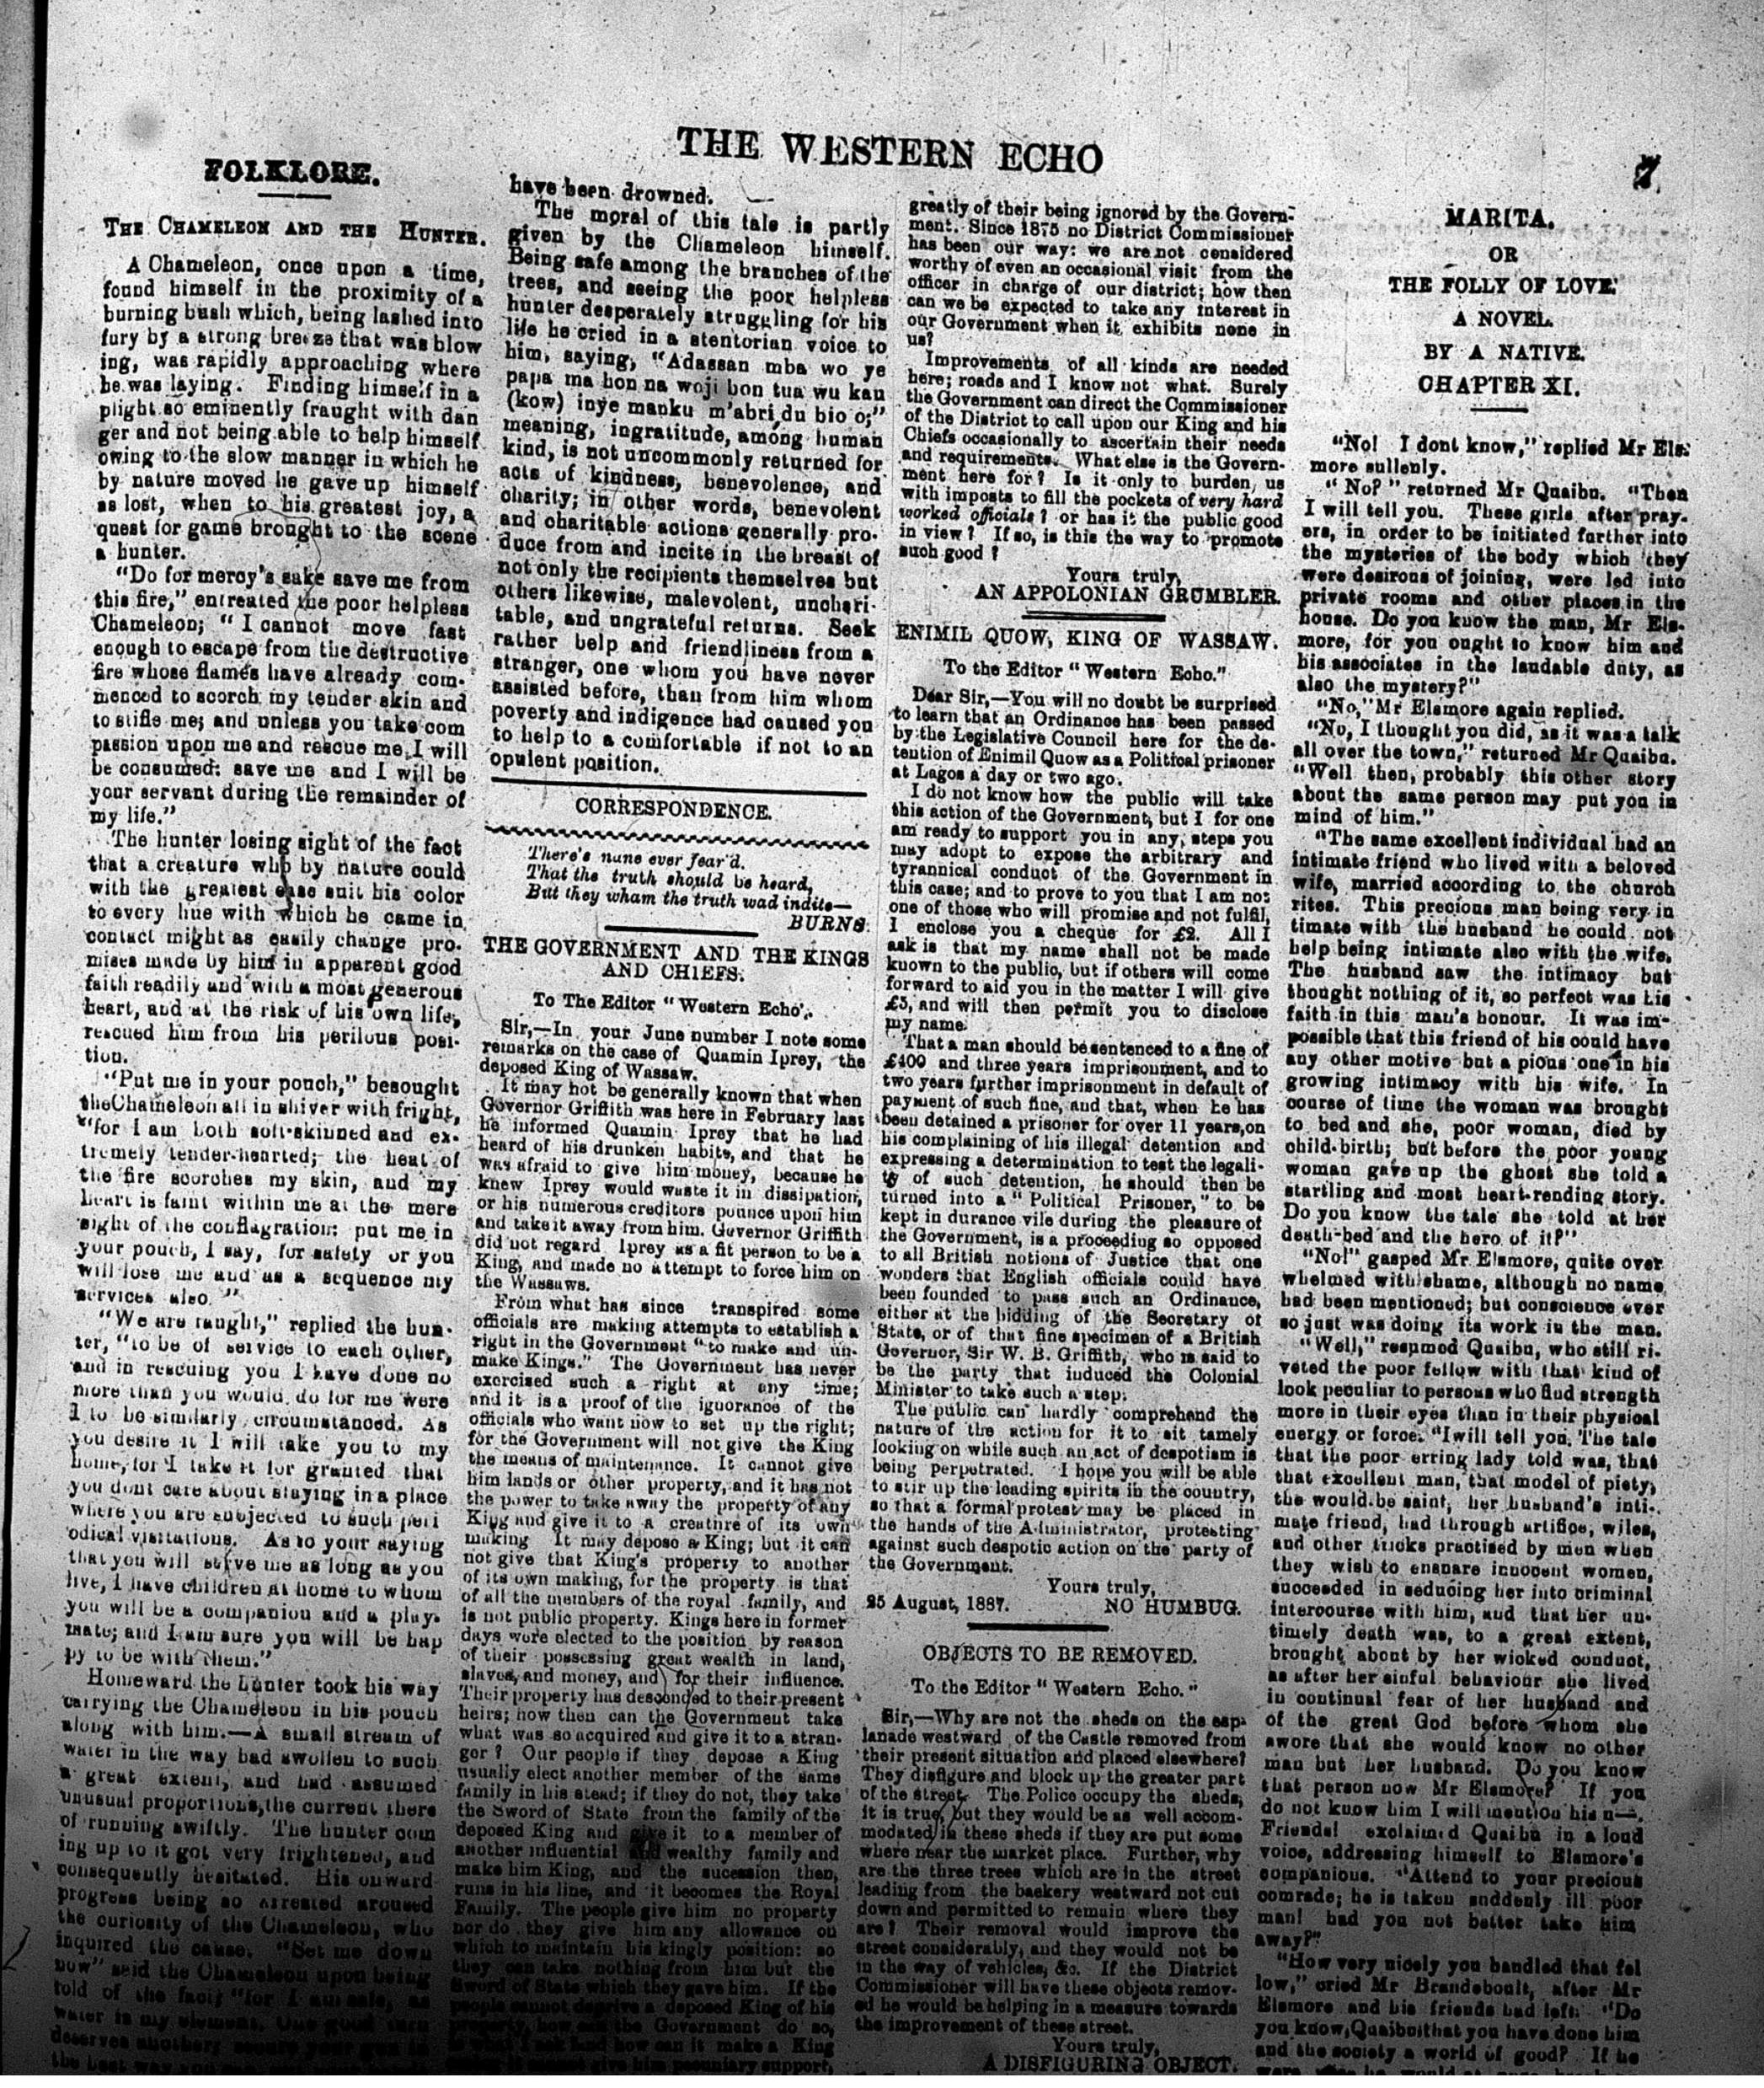 THE WESTERN ECHO
7
FOLKLORE.
THE CHAMELEON AND THE HUNTER.
A Chameleon, once upon a time,
found himself in the proximity of a
burning bush which, being lashed into
fury by a strong breeze that was blow
ing, was rapidly approaching where
he was laying. Finding himself in a
plight so eminently fraught with dan
ger and not being able to help himself
owing to the slow manner in which he
by nature moved he gave up himself
as lost, when to his greatest joy, a
quest for game brought to the scene
a hunter.
"Do for mercy's sake save me from
this fire," entreated the poor helpless
Chameleon; "I cannot move fast
enough to escape from the destructive
fire whose flames have already com-
menced to scorch my tender skin and
to stifle me; and unless you take com
passion upon me and rescue me, I will
be consumed: save me and I will be
your servant during the remainder of
my life."
The hunter losing sight of the fact
that a creature who by nature could
with the greatest ease suit his color
to every hue with which he came in
contact might as easily change pro-
mises made by him in apparent good
faith readily and with a most generous
heart, and at the risk of his own life,
rescued him from his perilous posi-
tion.
"Put me in your pouch," besought
the Chameleon all in shiver with fright,
"for I am both soft-skinned and ex-
tremely tender-hearted; the heat of
the fire scorches my skin, and my
heart is faint within me at the mere
sight of the conflagration: put me in
your pouch, I say, for safety or you
will lose me and as a sequence my
services also."
"We are taught," replied the hun-
ter, "to be of service to each other,
and in rescuing you I have done no
more than you would do for me were
I to be similarly circumstanced. As
you desire it I will take you to my
home, for I take it for granted that
you dont care about staying in a place
where you are subjected to such peri
odical visitations. As to your saying
that you will serve me as long as you
live, I have children at home to whom
you will be a companion and a play-
mate; and I am sure you will be hap
py to be with them."
Homeward the hunter took his way
carrying the Chameleon in his pouch
along with him.—A small stream of
water in the way had swollen to such
a great extent, and had assumed
unusual proportions, the current there
of running swiftly. The hunter com
ing up to it got very frightened, and
consequently hesitated. His onward
progress being so arrested aroused
the curiosity of the Chameleon, who
inquired the cause. "Set me down
now" said the Chameleon upon being
told of the fact; "for I am safe, as
water is my element. One good turn
deserves another;
the best way you
have been drowned.
The moral of this tale is partly
given by the Chameleon himself.
Being safe among the branches of the
trees, and seeing the poor helpless
hunter desperately struggling for his
life he cried in a stentorian voice to
him, saying, "Adassan mba wo ye
papa ma bon na woji bon tua wu kau
(kow) inye manku m'abri du bio o;"
meaning, ingratitude, among human
kind, is not uncommonly returned for
acts of kindness, benevolence, and
charity; in other words, benevolent
and charitable actions generally pro-
duce from and incite in the breast of
not only the recipients themselves but
others likewise, malevolent, unchari-
table, and ungrateful returns. Seek
rather help and friendliness from a
stranger, one whom you have never
assisted before, than from him whom
poverty and indigence had caused you
to help to a comfortable if not to an
opulent position.
CORRESPONDENCE.
There's nane ever fear'd.
That the truth should be heard,
But they wham the truth wad indite—
BURNS.
THE GOVERNMENT AND THE KINGS
AND CHIEFS.
To The Editor "Western Echo'.
Sir,—In your June number I note some
remarks on the case of Quamin Iprey, the
deposed King of Wassaw.
It may not be generally known that when
Governor Griffith was here in February last
he informed Quamin Iprey that he had
heard of his drunken habits, and that he
was afraid to give him money, because he
knew Iprey would waste it in dissipation,
or his numerous creditors pounce upon him
and take it away from him. Governor Griffith
did not regard Iprey as a fit person to be a
King, and made no attempt to force him on
the Wassaws.
From what has since transpired some
officials are making attempts to establish a
right in the Government "to make and un-
make Kings." The Government has never
exercised such a right at any time;
and it is a proof of the ignorance of the
officials who want now to set up the right;
for the Government will not give the King
the means of maintenance. It cannot give
him lands or other property, and it has not
the power to take away the property of any
King and give it to a creature of its own
making It may depose a King; but it can
not give that King's property to another
of its own making, for the property is that
of all the members of the royal family, and
is not public property. Kings here in former
days were elected to the position by reason
of their possessing great wealth in land,
slaves, and money, and for their influence.
Their property has descended to their present
heirs; how then can the Government take
what was so acquired and give it to a stran-
ger? Our people if they depose a King
usually elect another member of the same
family in his stead; if they do not, they take
the Sword of State from the family of the
deposed King and give it to a member of
another influential and wealthy family and
make him King, and the sucession then,
runs in his line, and it becomes the Royal
Family. The people give him no property
nor do they give him any allowance on
which to maintain his kingly position: so
they can take nothing from him but the
Sword of State which they gave him. If the
people cannot deprive a deposed King of his
property, how can the Government do so,
how can it make a King
give him pecuniary support,
greatly of their being ignored by the Govern-
ment. Since 1875 no District Commissioner
has been our way: we are not considered
worthy of even an occasional visit from the
officer in charge of our district; how then
can we be expected to take any interest in
our Government when it exhibits none in
us?
Improvements of all kinds are needed
here; roads and I know not what. Surely
the Government can direct the Commissioner
of the District to call upon our King and his
Chiefs occasionally to ascertain their needs
and requirements. What else is the Govern-
ment here for? Is it only to burden us
with imposts to fill the pockets of very hard
worked officials? or has it the public good
in view? If so, is this the way to promote
such good?
Yours truly,
AN APPOLONIAN GRUMBLER.
ENIMIL QUOW, KING OF WASSAW.
To the Editor "Western Echo."
Dear Sir,—You will no doubt be surprised
to learn that an Ordinance has been passed
by the Legislative Council here for the de-
tention of Enimil Quow as a Political prisoner
at Lagos a day or two ago.
I do not know how the public will take
this action of the Government, but I for one
am ready to support you in any, steps you
may adopt to expose the arbitrary and
tyrannical conduct of the Government in
this case; and to prove to you that I am not
one of those who will promise and not fulfil,
I enclose you a cheque for £2. All I
ask is that my name shall not be made
known to the public, but if others will come
forward to aid you in the matter I will give
£5, and will then permit you to disclose
my name.
That a man should be sentenced to a fine of
£400 and three years imprisonment, and to
two years further imprisonment in default of
payment of such fine, and that, when he has
been detained a prisoner for over 11 years, on
his complaining of his illegal detention and
expressing a determination to test the legali-
ty of such detention, he should then be
turned into a "Political Prisoner," to be
kept in durance vile during the pleasure of
the Government, is a proceeding so opposed
to all British notions of Justice that one
wonders that English officials could have
been founded to pass such an Ordinance,
either at the bidding of the Secretary of
State, or of that fine specimen of a British
Governor, Sir W. B. Griffith, who is said to
be the party that induced the Colonial
Minister to take such a step.
The public can hardly comprehend the
nature of the action for it to sit tamely
looking on while such an act of despotism is
being perpetrated. I hope you will be able
to stir up the leading spirits in the country,
so that a formal protest may be placed in
the hands of the Administrator, protesting
against such despotic action on the party of
the Government.
Yours truly,
25 August, 1887. NO HUMBUG.
OBJECTS TO BE REMOVED.
To the Editor "Western Echo."
Sir,—Why are not the sheds on the esp-
lanade westward of the Castle removed from
their present situation and placed elsewhere?
They disfigure and block up the greater part
of the street. The Police occupy the sheds,
it is true, but they would be as well accom-
modated in these sheds if they are put some
where near the market place. Further, why
are the three trees which are in the street
leading from the backery westward not cut
down and permitted to remain where they
are? Their removal would improve the
street considerably, and they would not be
in the way of vehicles, &c. If the District
Commissioner will have these objects remov-
ed he would be helping in a measure towards
the improvement of these street.
Yours truly,
A DISFIGURING OBJECT.
MARITA.
OR
THE FOLLY OF LOVE.
A NOVEL.
BY A NATIVE.
CHAPTER XI.
"No! I dont know," replied Mr Els-
more sullenly.
"No?" returned Mr Quaibu. "Then
I will tell you. These girls after pray-
ers, in order to be initiated further into
the mysteries of the body which they
were desirous of joining, were led into
private rooms and other places in the
house. Do you know the man, Mr Els-
more, for you ought to know him and
his associates in the laudable duty, as
also the mystery?"
"No," Mr Elsmore again replied.
"No, I thought you did, as it was a talk
all over the town," returned Mr Quaibu.
"Well then, probably this other story
about the same person may put you in
mind of him."
"The same excellent individual had an
intimate friend who lived with a beloved
wife, married according to the church
rites. This precious man being very in
timate with the husband he could not
help being intimate also with the wife.
The husband saw the intimacy but
thought nothing of it, so perfect was his
faith in this man's honour. It was im-
possible that this friend of his could have
any other motive but a pious one in his
growing intimacy with his wife. In
course of time the woman was brought
to bed and she, poor woman, died by
child-birth; but before the poor young
woman gave up the ghost she told a
startling and most heart-rending story.
Do you know the tale she told at her
death-bed and the hero of it?"
"No!" gasped Mr Elsmore, quite over
whelmed with shame, although no name
had been mentioned; but conscience ever
so just was doing its work in the man.
"Well," resumed Quaibu, who still ri-
veted the poor fellow with that kind of
look peculiar to persons who find strength
more in their eyes than in their physical
energy or force. "I will tell you. The tale
that the poor erring lady told was, that
that excellent man, that model of piety,
the would-be saint, her husband's inti-
mate friend, had through artifice, wiles,
and other tricks practised by men when
they wish to ensnare innocent women,
succeeded in seducing her into criminal
intercourse with him, and that her un-
timely death was, to a great extent,
brought about by her wicked conduct,
as after her sinful behaviour she lived
in continual fear of her husband and
of the great God before whom she
swore that she would know no other
man but her husband. Do you know
that person now Mr Elsmore? If you
do not know him I will mention his n—.
Friends! exclaimed Quaibu in a loud
voice, addressing himself to Elsmore's
companions. "Attend to your precious
comrade; he is taken suddenly ill poor
man! had you not better take him
away?"
"How very nicely you handled that fel
low," cried Mr Brandeboult, after Mr
Elsmore and his friends had left. "Do
you know, Quaibu that you have done him
and the society a world of good? If he